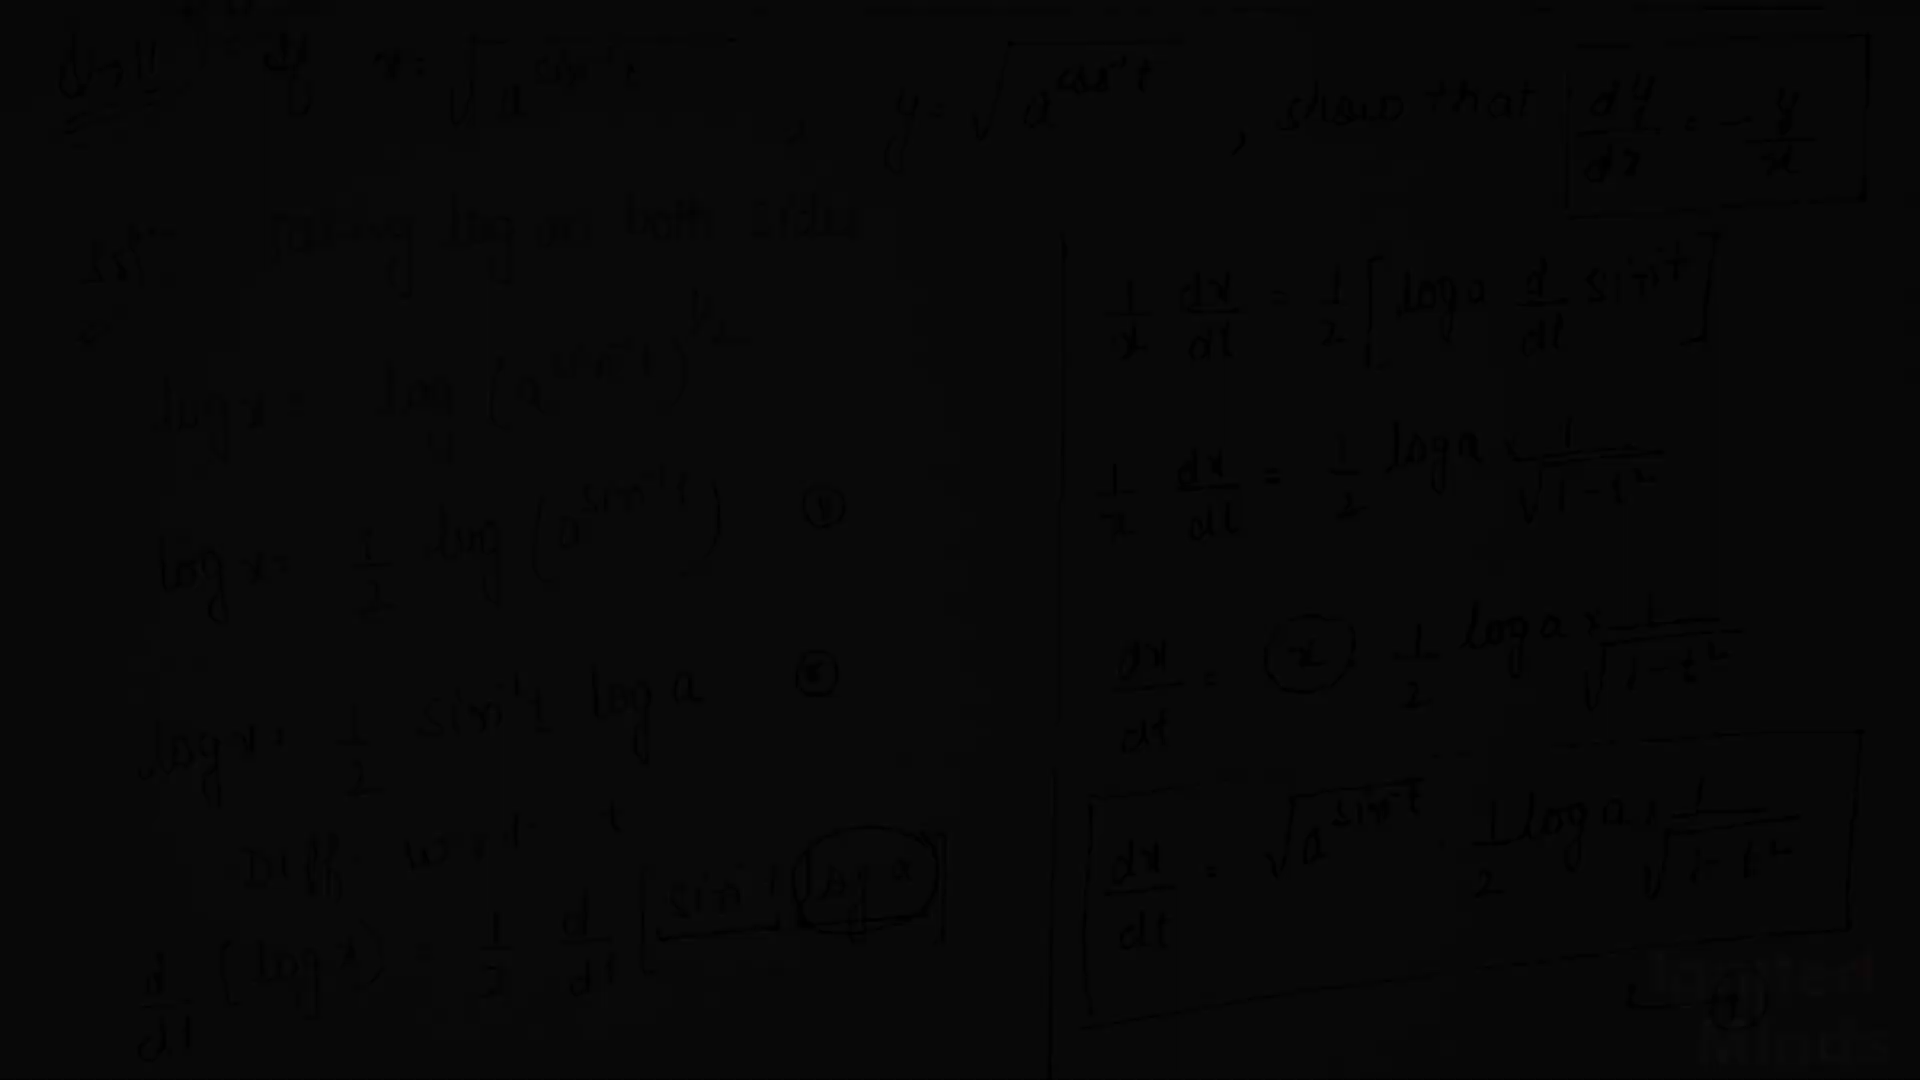 Qn 11 If x = √(a^(sin⁻¹t)) , y = √(a^(cos⁻¹t)) , show that dy/dx = -y/x
Taking log on both sides
log x = log (a^(sin⁻¹t))^(1/2)
log x = 1/2 log (a^(sin⁻¹t))
log x = 1/2 sin⁻¹t log a
Diff w.r.t t
d/dt (log x) = 1/2 d/dt [sin⁻¹t log a]
1/x dx/dt = 1/2 [log a d/dt sin⁻¹t]
1/x dx/dt = 1/2 log a × 1/√(1-t²)
dx/dt = x · 1/2 log a × 1/√(1-t²)
dx/dt = √(a^(sin⁻¹t)) · 1/2 log a × 1/√(1-t²)
Ignited
Minds